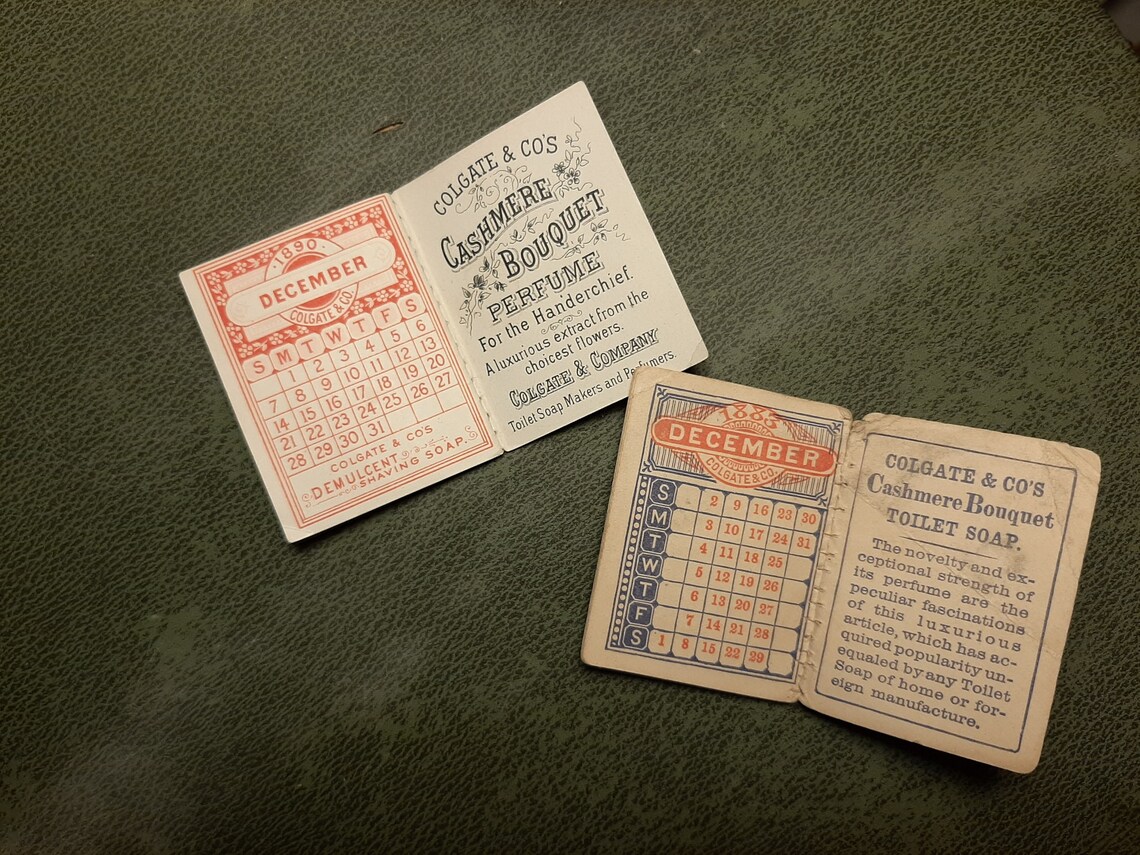 1890
DECEMBER
COLGATE & CO.
S M T W T F S
1 2 3 4 5 6
7 8 9 10 11 12 13
14 15 16 17 18 19 20
21 22 23 24 25 26 27
28 29 30 31
COLGATE & CO'S
DEMULCENT
SHAVING SOAP.
COLGATE & CO'S
CASHMERE
BOUQUET
PERFUME
For the Handerchief.
A luxurious extract from the
choicest flowers.
COLGATE & COMPANY
Toilet Soap Makers and Perfumers.
1883
DECEMBER
COLGATE & CO.
S 2 9 16 23 30
M 3 10 17 24 31
T 4 11 18 25
W 5 12 19 26
T 6 13 20 27
F 7 14 21 28
S 1 8 15 22 29
COLGATE & CO'S
Cashmere Bouquet
TOILET SOAP.
The novelty and ex-
ceptional strength of
its perfume are the
peculiar fascinations
of this luxurious
article, which has ac-
quired popularity un-
equaled by any Toilet
Soap of home or for-
eign manufacture.